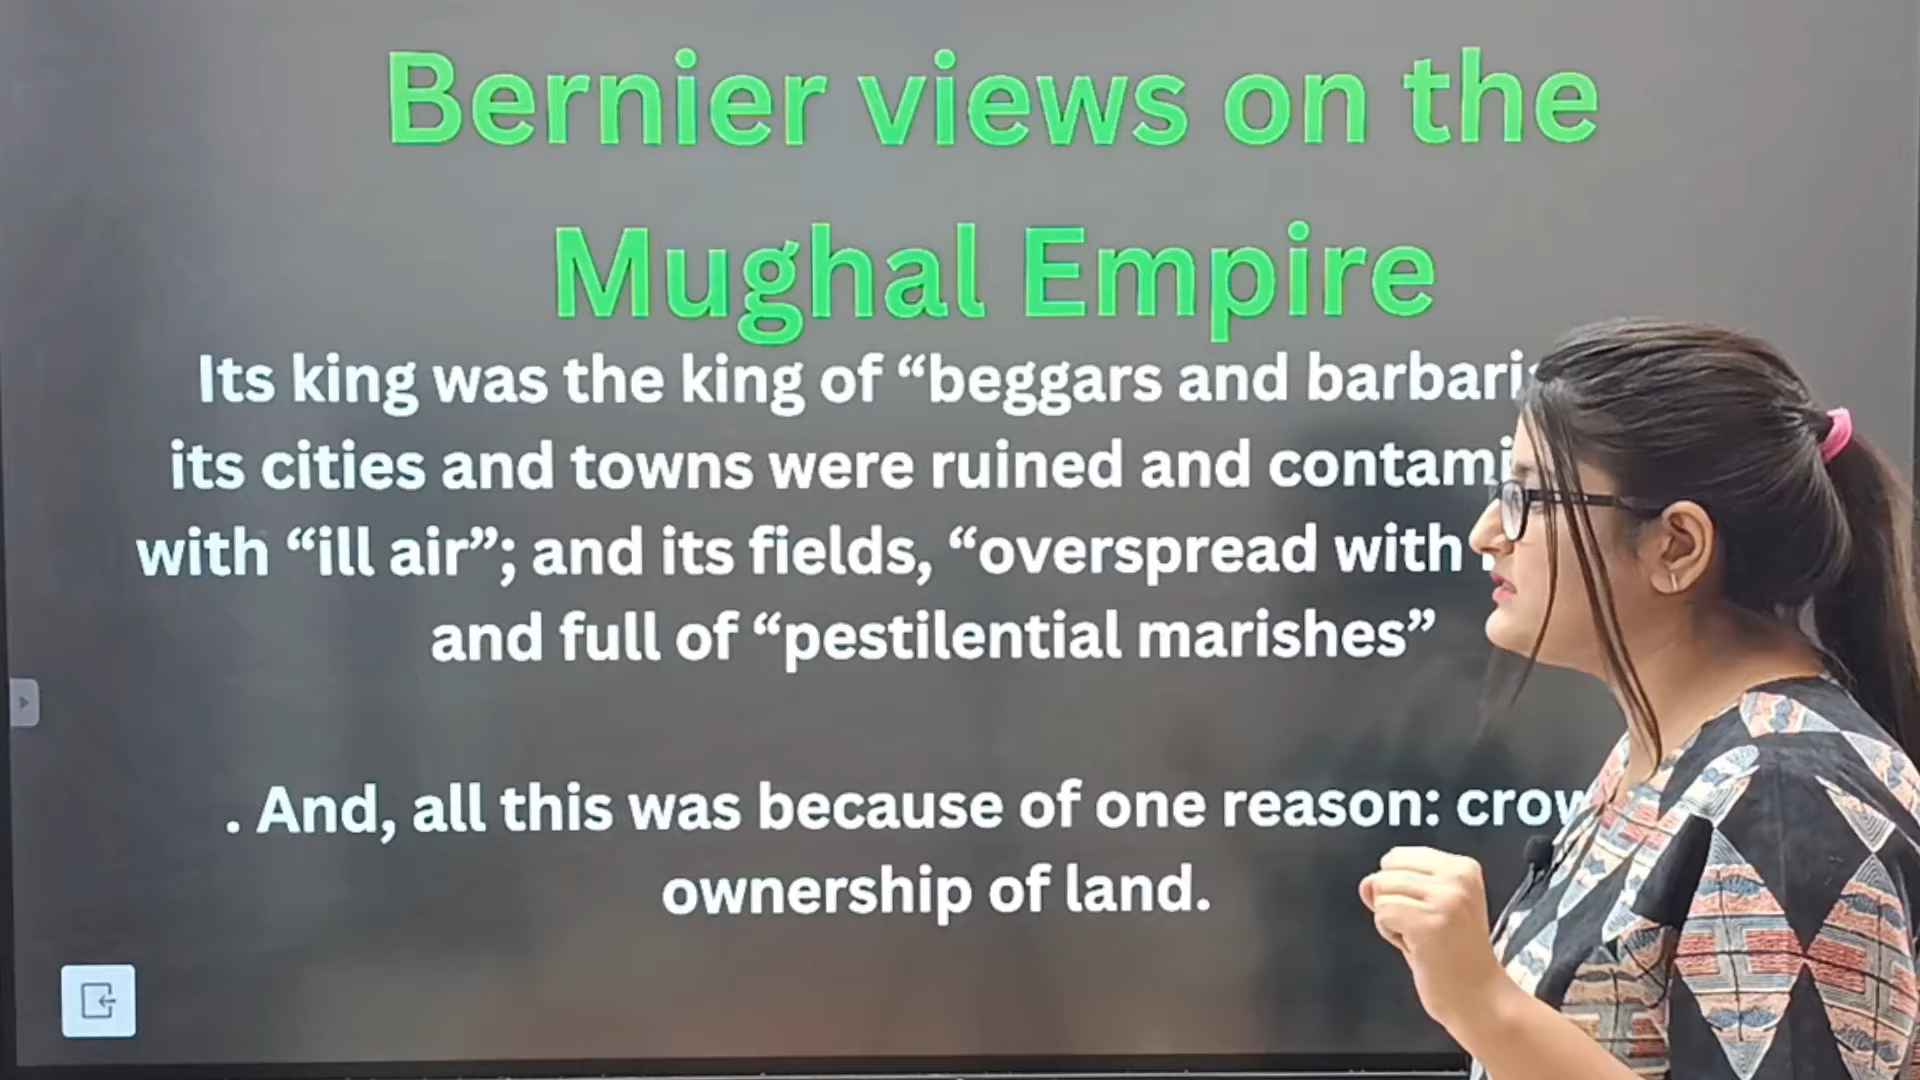 Bernier views on the
Mughal Empire
Its king was the king of “beggars and
its cities and towns were ruined and
with “ill air”; and its fields, “overspread with
and full of “pestilential marishes”
. And, all this was because of one reason:
ownership of land.